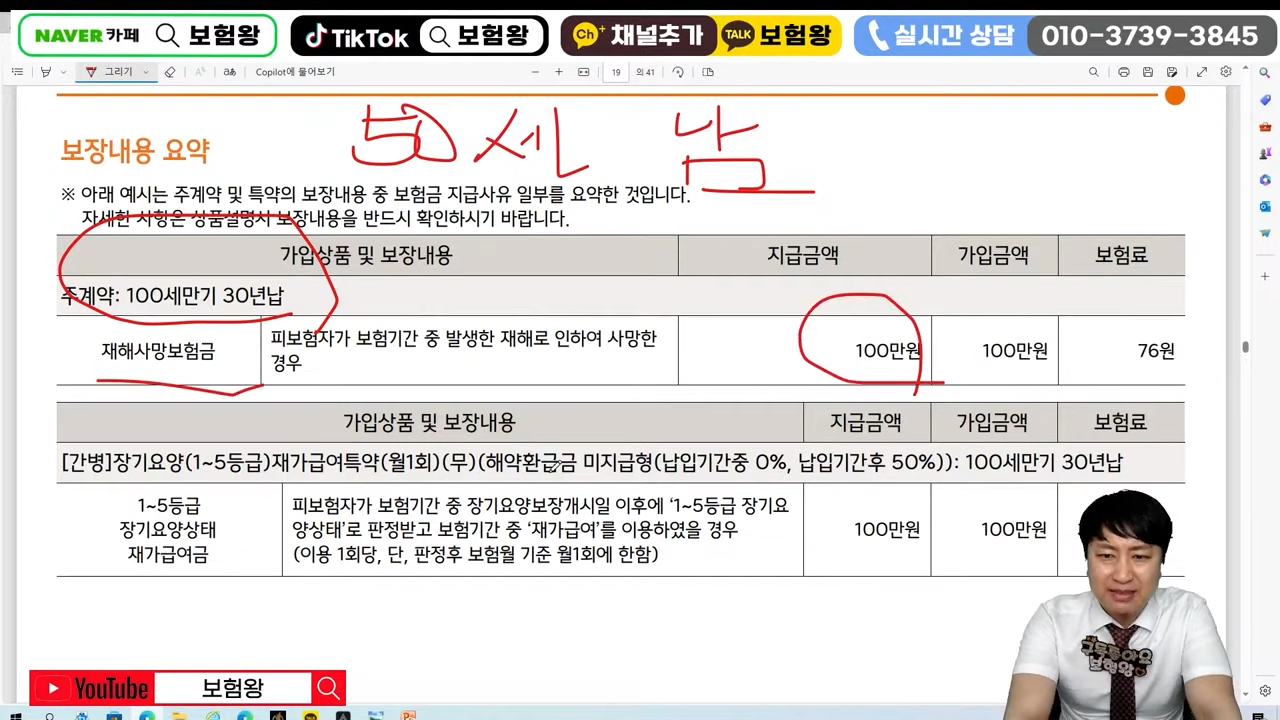 NAVER 카페 보험왕
TikTok 보험왕
Ch+ 채널추가 TALK 보험왕
실시간 상담 010-3739-3845
그리기 aあ Copilot에 물어보기 19 의 41
50세 남
보장내용 요약
※ 아래 예시는 주계약 및 특약의 보장내용 중 보험금 지급사유 일부를 요약한 것입니다.
자세한 사항은 상품설명서 보장내용을 반드시 확인하시기 바랍니다.
가입상품 및 보장내용 지급금액 가입금액 보험료
주계약: 100세만기 30년납
재해사망보험금
피보험자가 보험기간 중 발생한 재해로 인하여 사망한
경우
100만원 100만원 76원
가입상품 및 보장내용 지급금액 가입금액 보험료
[간병]장기요양(1~5등급)재가급여특약(월1회)(무)(해약환급금 미지급형(납입기간중 0%, 납입기간후 50%)): 100세만기 30년납
1~5등급
장기요양상태
재가급여금
피보험자가 보험기간 중 장기요양보장개시일 이후에 ‘1~5등급 장기요
양상태’로 판정받고 보험기간 중 ‘재가급여’를 이용하였을 경우
(이용 1회당, 단, 판정후 보험월 기준 월1회에 한함)
100만원 100만원
구독좋아요
보험왕
YouTube 보험왕